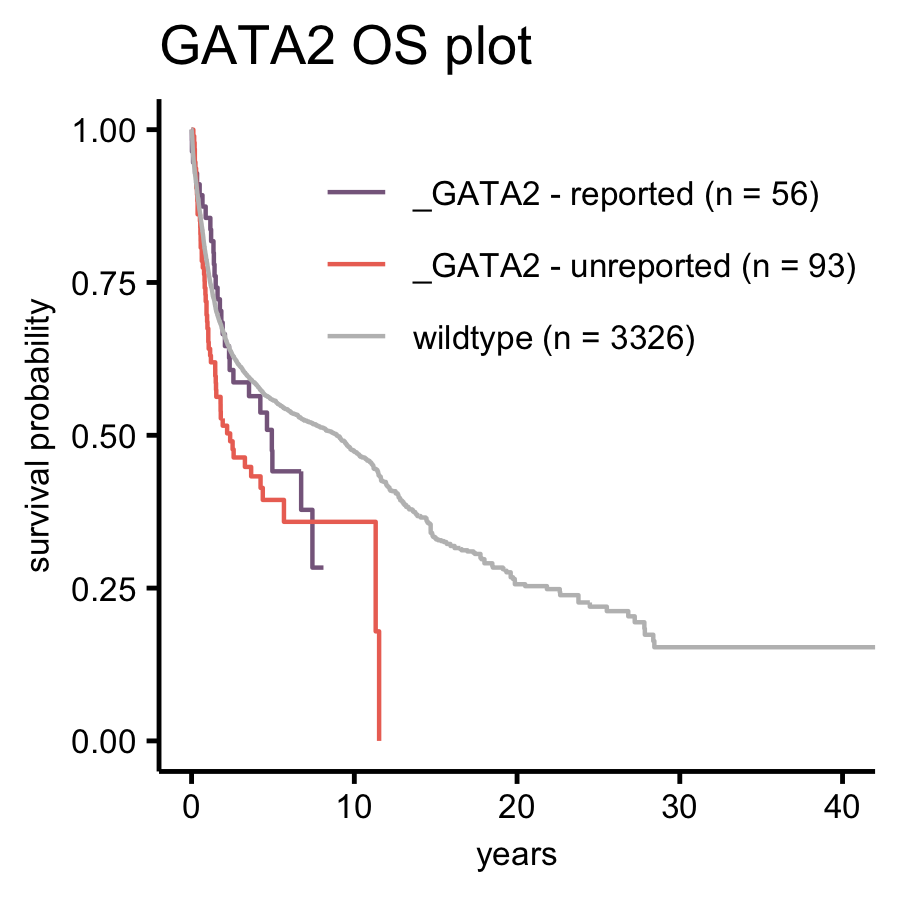 GATA2 OS plot
1.00
0.75
0.50
0.25
0.00
survival probability
_GATA2 - reported (n = 56)
_GATA2 - unreported (n = 93)
wildtype (n = 3326)
0 10 20 30 40
years